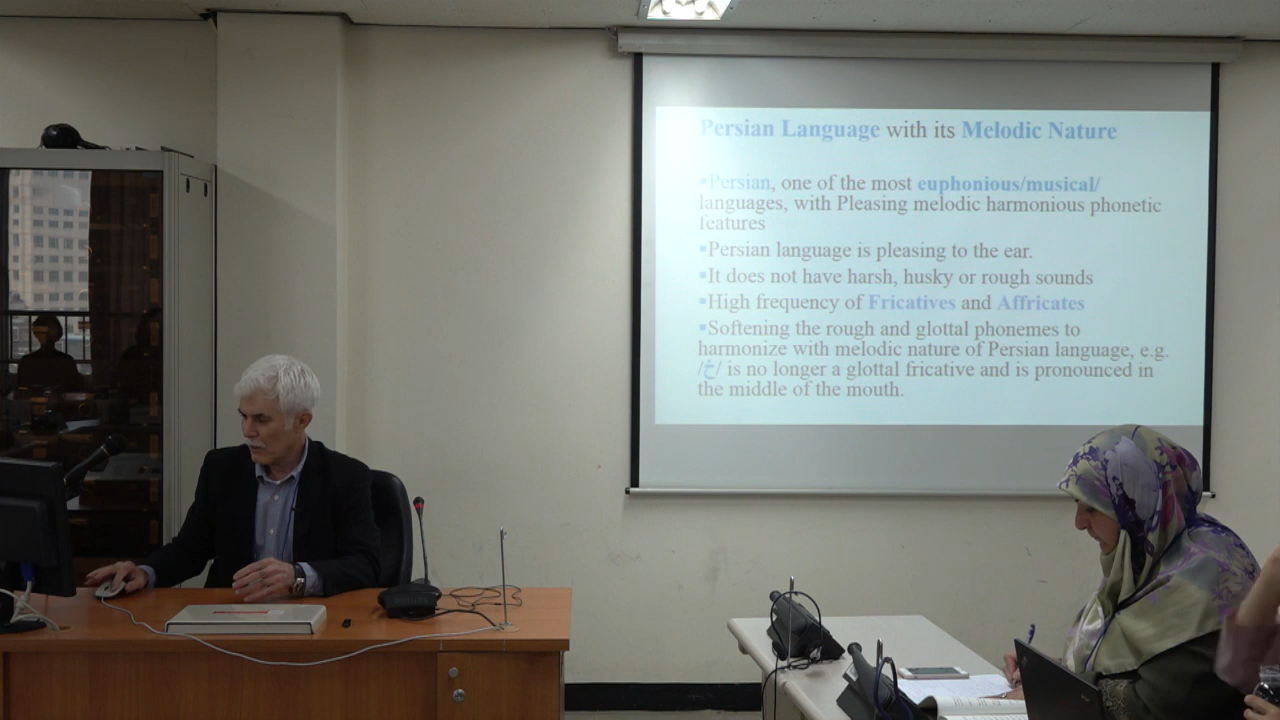 Persian Language with its Melodic Nature
▪Persian, one of the most euphonious/musical/
languages, with Pleasing melodic harmonious phonetic
features
▪Persian language is pleasing to the ear.
▪It does not have harsh, husky or rough sounds
▪High frequency of Fricatives and Affricates
▪Softening the rough and glottal phonemes to
harmonize with melodic nature of Persian language, e.g.
/خ/ is no longer a glottal fricative and is pronounced in
the middle of the mouth.